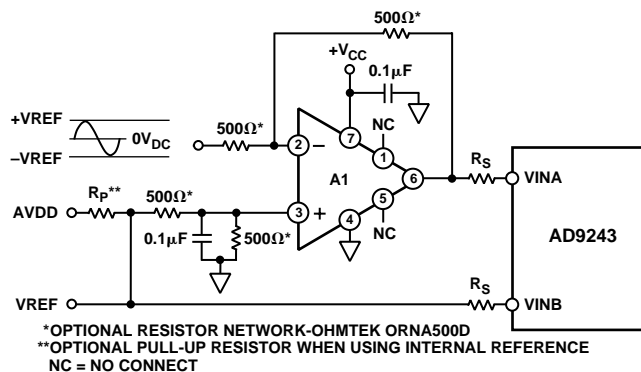 500Ω*
+VCC
0.1µF
+VREF
0VDC
–VREF
500Ω*
2
–
7
NC
1
6
A1
RS
VINA
RP**
500Ω*
AVDD
3
+
5
4
NC
0.1µF
500Ω*
AD9243
VREF
RS
VINB
*OPTIONAL RESISTOR NETWORK-OHMTEK ORNA500D
**OPTIONAL PULL-UP RESISTOR WHEN USING INTERNAL REFERENCE
NC = NO CONNECT